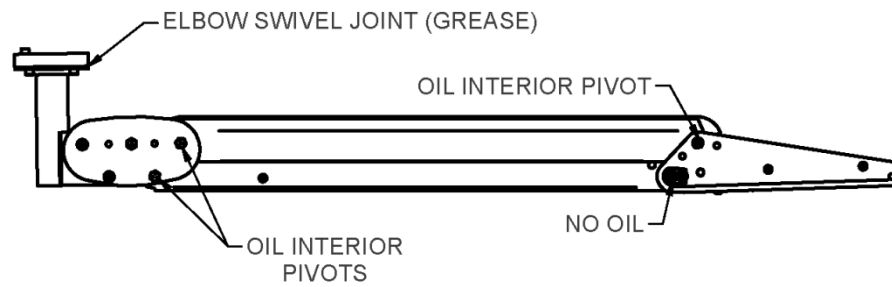 ELBOW SWIVEL JOINT (GREASE)
OIL INTERIOR PIVOT
NO OIL
OIL INTERIOR
PIVOTS